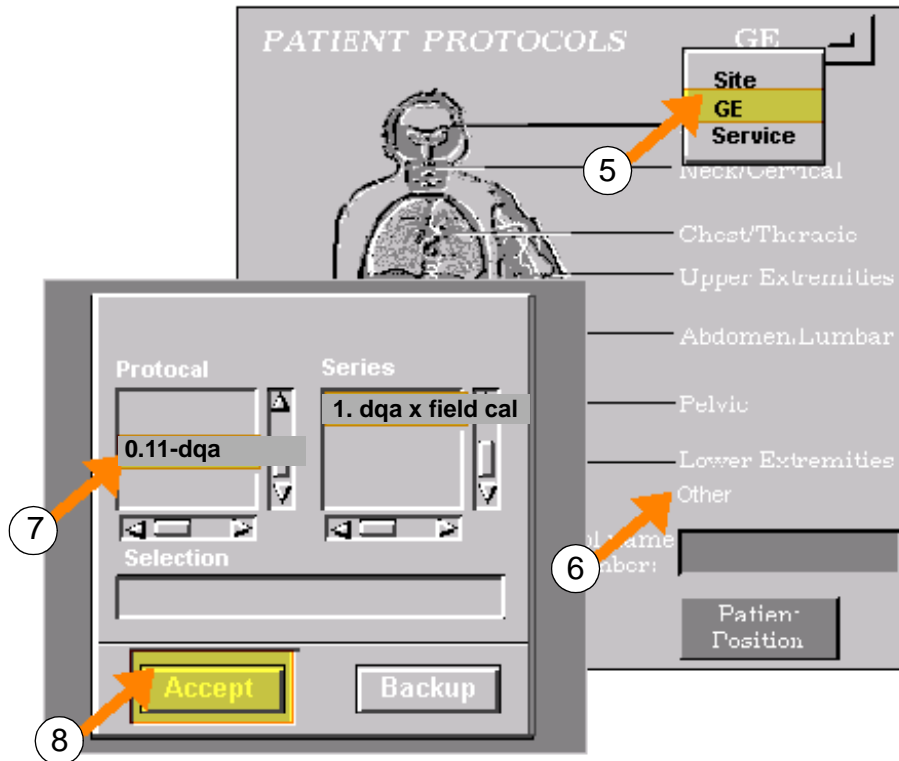 PATIENT PROTOCOLS GE
Site
GE
Service
5
Neck/Cervical
Chest/Thoracic
Upper Extremities
Abdomen,Lumbar
Pelvic
Lower Extremities
Other
6
name
Patient
Position
Protocal
Series
1. dqa x field cal
0.11-dqa
7
Selection
Accept
Backup
8